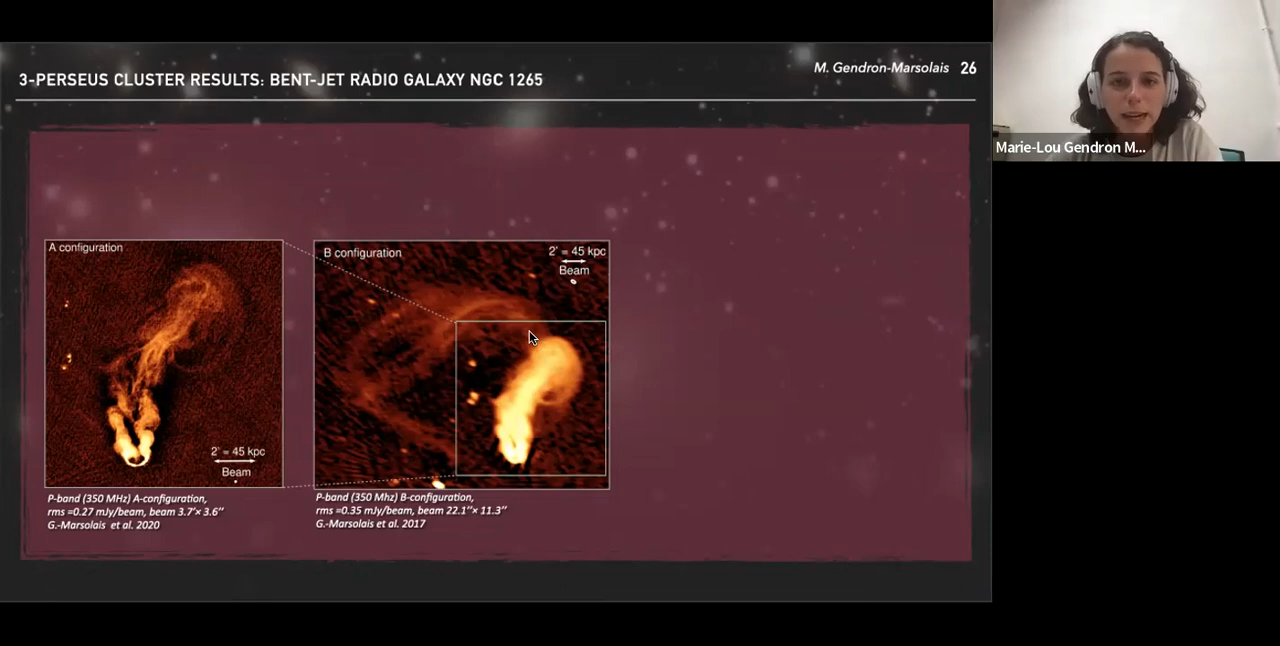 3-PERSEUS CLUSTER RESULTS: BENT-JET RADIO GALAXY NGC 1265
M. Gendron-Marsolais 26
Marie-Lou Gendron M...
A configuration
2' = 45 kpc
Beam
B configuration
2' = 45 kpc
Beam
P-band (350 MHz) A-configuration,
rms =0.27 mJy/beam, beam 3.7''× 3.6''
G.-Marsolais et al. 2020
P-band (350 Mhz) B-configuration,
rms =0.35 mJy/beam, beam 22.1''× 11.3''
G.-Marsolais et al. 2017